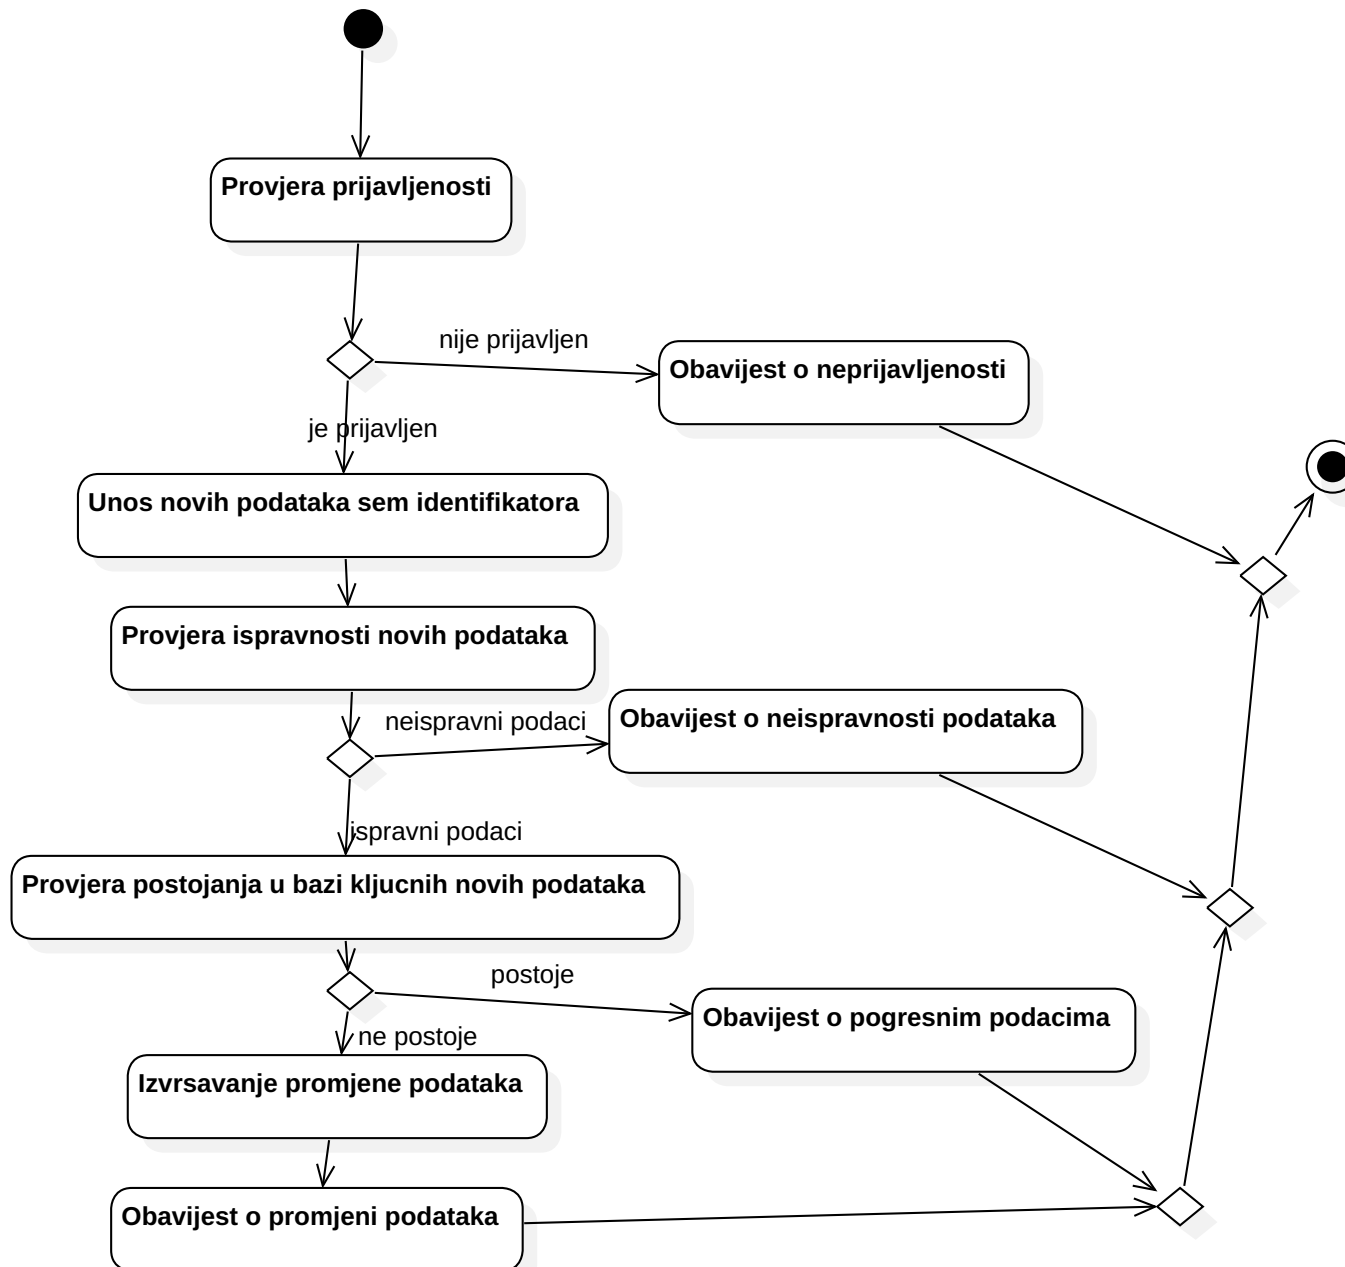 Provjera prijavljenosti
nije prijavljen
Obavijest o neprijavljenosti
je prijavljen
Unos novih podataka sem identifikatora
Provjera ispravnosti novih podataka
neispravni podaci
Obavijest o neispravnosti podataka
ispravni podaci
Provjera postojanja u bazi kljucnih novih podataka
postoje
Obavijest o pogresnim podacima
ne postoje
Izvrsavanje promjene podataka
Obavijest o promjeni podataka